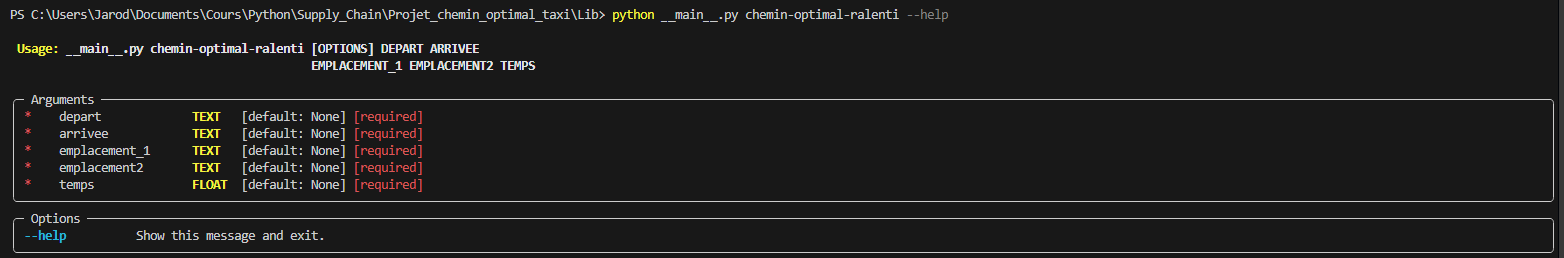 PS C:\Users\Jarod\Documents\Cours\Python\Supply_Chain\Projet_chemin_optimal_taxi\Lib> python __main__.py chemin-optimal-ralenti --help
Usage: __main__.py chemin-optimal-ralenti [OPTIONS] DEPART ARRIVEE
EMPLACEMENT_1 EMPLACEMENT2 TEMPS
Arguments
* depart TEXT [default: None] [required]
* arrivee TEXT [default: None] [required]
* emplacement_1 TEXT [default: None] [required]
* emplacement2 TEXT [default: None] [required]
* temps FLOAT [default: None] [required]
Options
--help Show this message and exit.